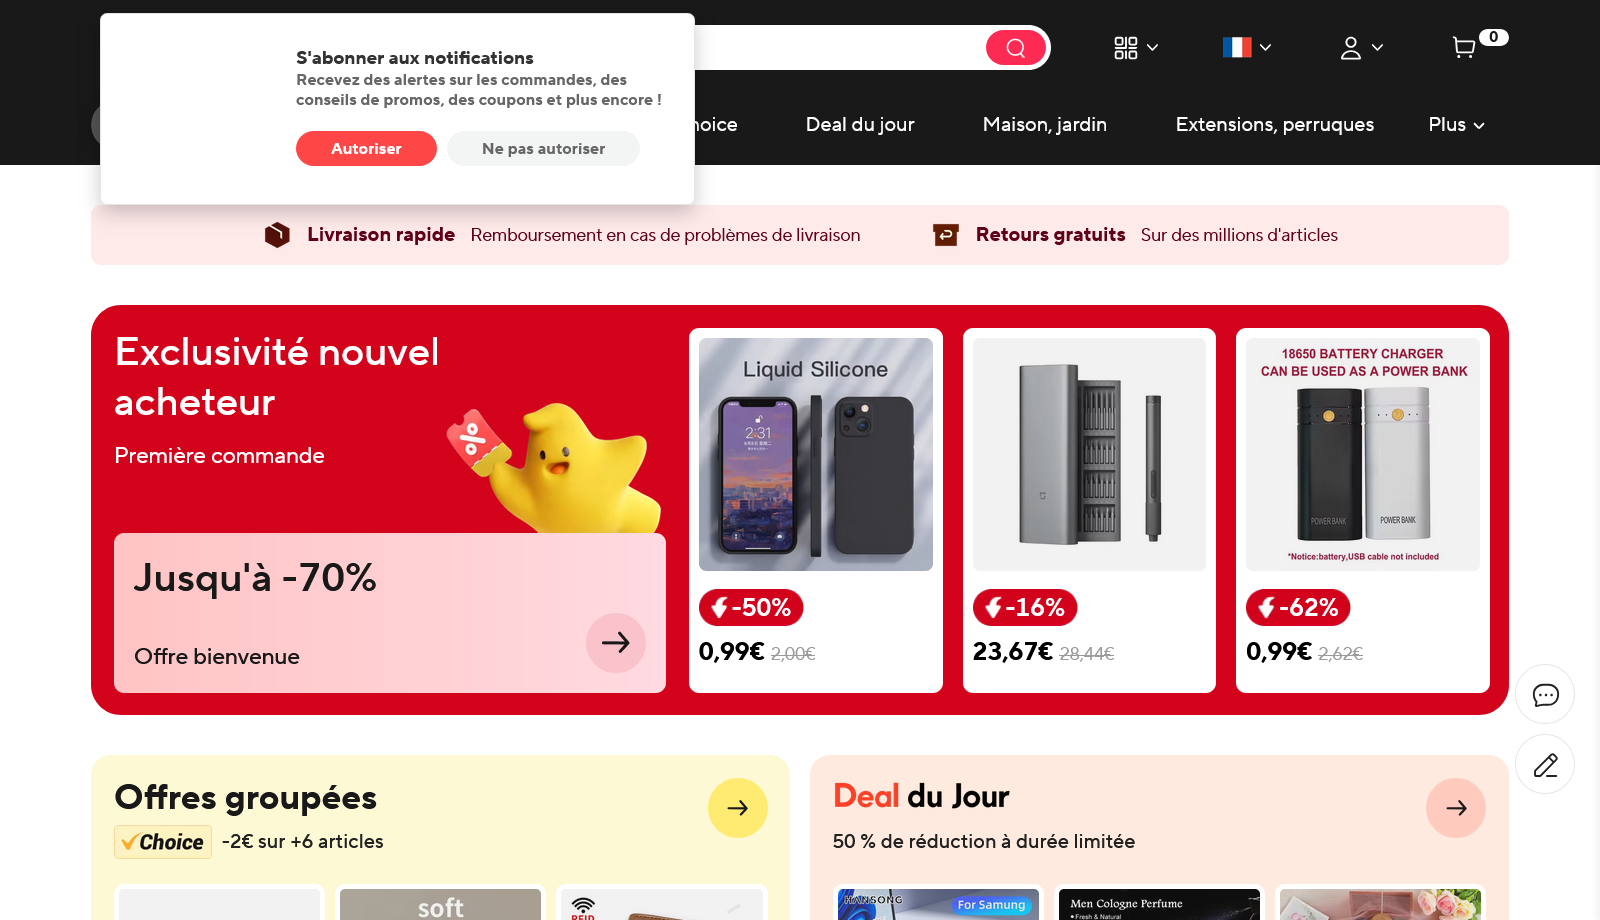 S'abonner aux notifications
Recevez des alertes sur les commandes, des
conseils de promos, des coupons et plus encore !
Autoriser
Ne pas autoriser
0
Deal du jour
Maison, jardin
Extensions, perruques
Plus
Livraison rapide
Remboursement en cas de problèmes de livraison
Retours gratuits
Sur des millions d'articles
Exclusivité nouvel
acheteur
Première commande
Jusqu'à -70%
Offre bienvenue
Liquid Silicone
2:31
-50%
0,99€ 2,00€
-16%
23,67€ 28,44€
18650 BATTERY CHARGER
CAN BE USED AS A POWER BANK
POWER BANK
POWER BANK
*Notice:battery,USB cable not included
-62%
0,99€ 2,62€
Offres groupées
Choice
-2€ sur +6 articles
soft
RFID
Deal du Jour
50 % de réduction à durée limitée
HANSONG
For Samung
Men Cologne Perfume
• Fresh & Natural